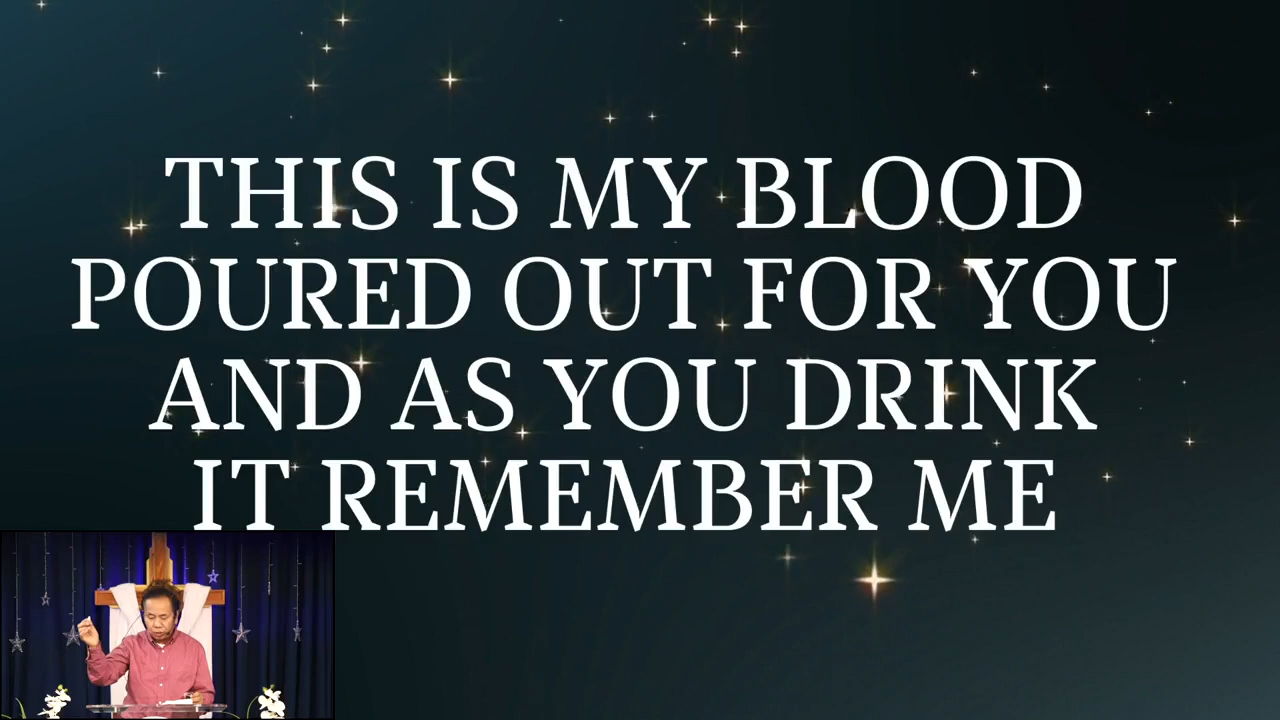 THIS IS MY BLOOD
POURED OUT FOR YOU
AND AS YOU DRINK
IT REMEMBER ME